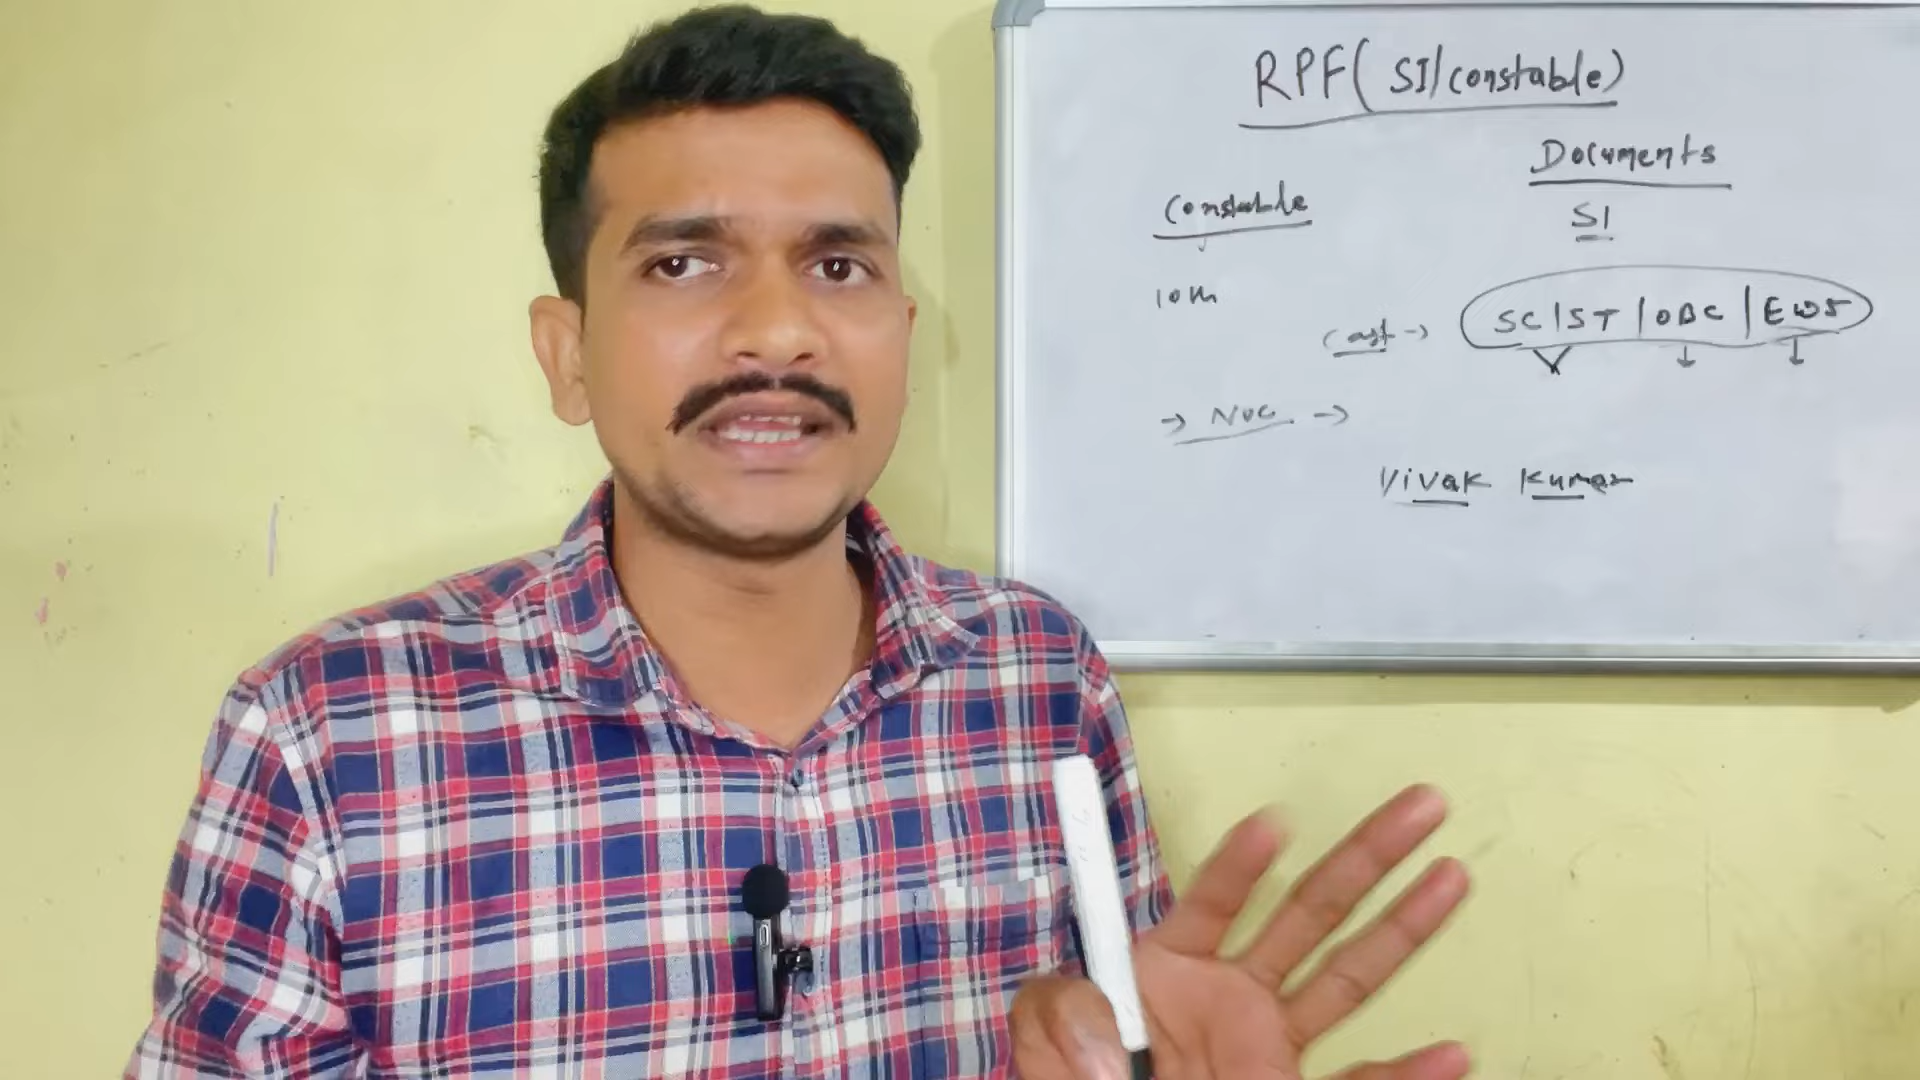 RPF( SI/constable)
Documents
Constable
SI
10th
Cast → SC|ST|OBC|EWS
→ NOC →
Vivak Kumar